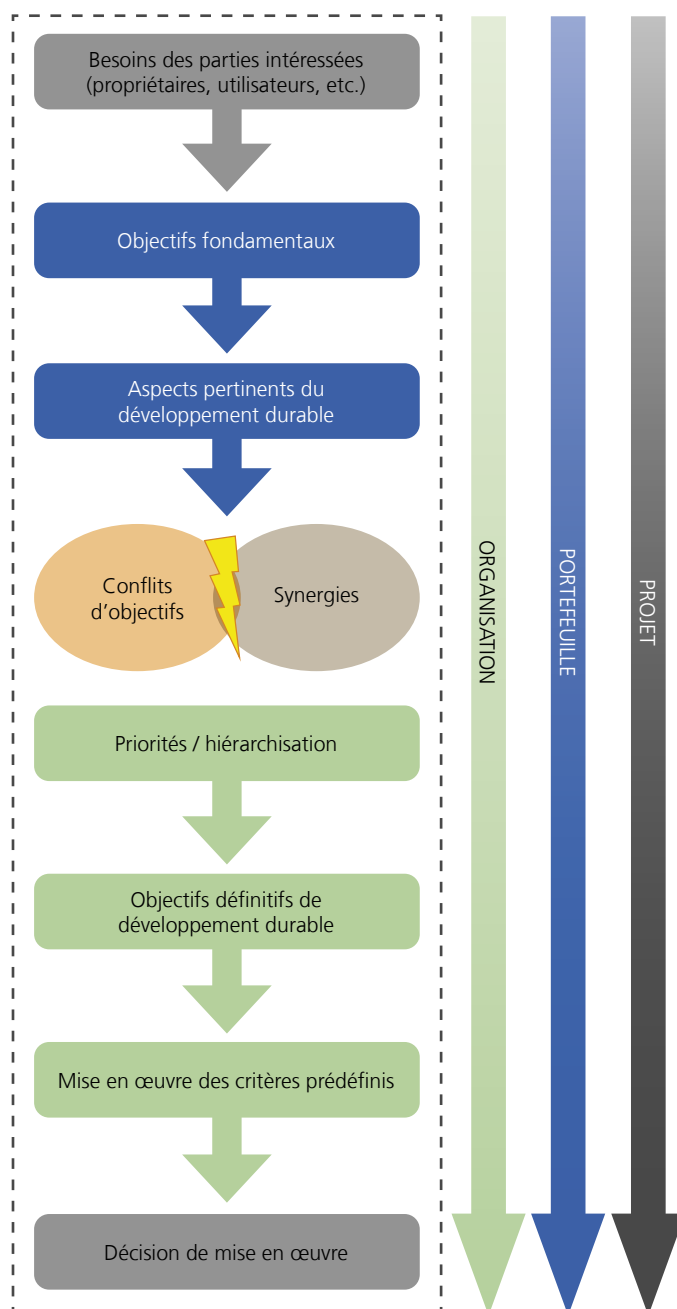 Besoins des parties intéressées
(propriétaires, utilisateurs, etc.)
Objectifs fondamentaux
Aspects pertinents du
développement durable
Conflits
d’objectifs
Synergies
Priorités / hiérarchisation
Objectifs définitifs de
développement durable
Mise en œuvre des critères prédéfinis
Décision de mise en œuvre
ORGANISATION
PORTEFEUILLE
PROJET